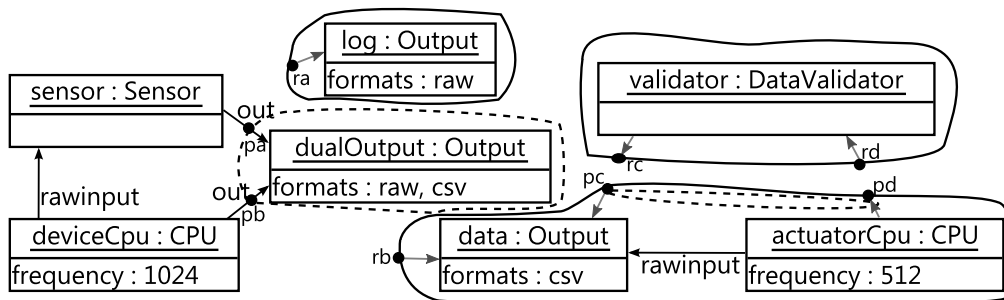 log : Output
formats : raw
ra
sensor : Sensor
out
pa
dualOutput : Output
formats : raw, csv
out
pb
rawinput
deviceCpu : CPU
frequency : 1024
validator : DataValidator
rc
rd
pc
pd
rb
data : Output
formats : csv
rawinput
actuatorCpu : CPU
frequency : 512